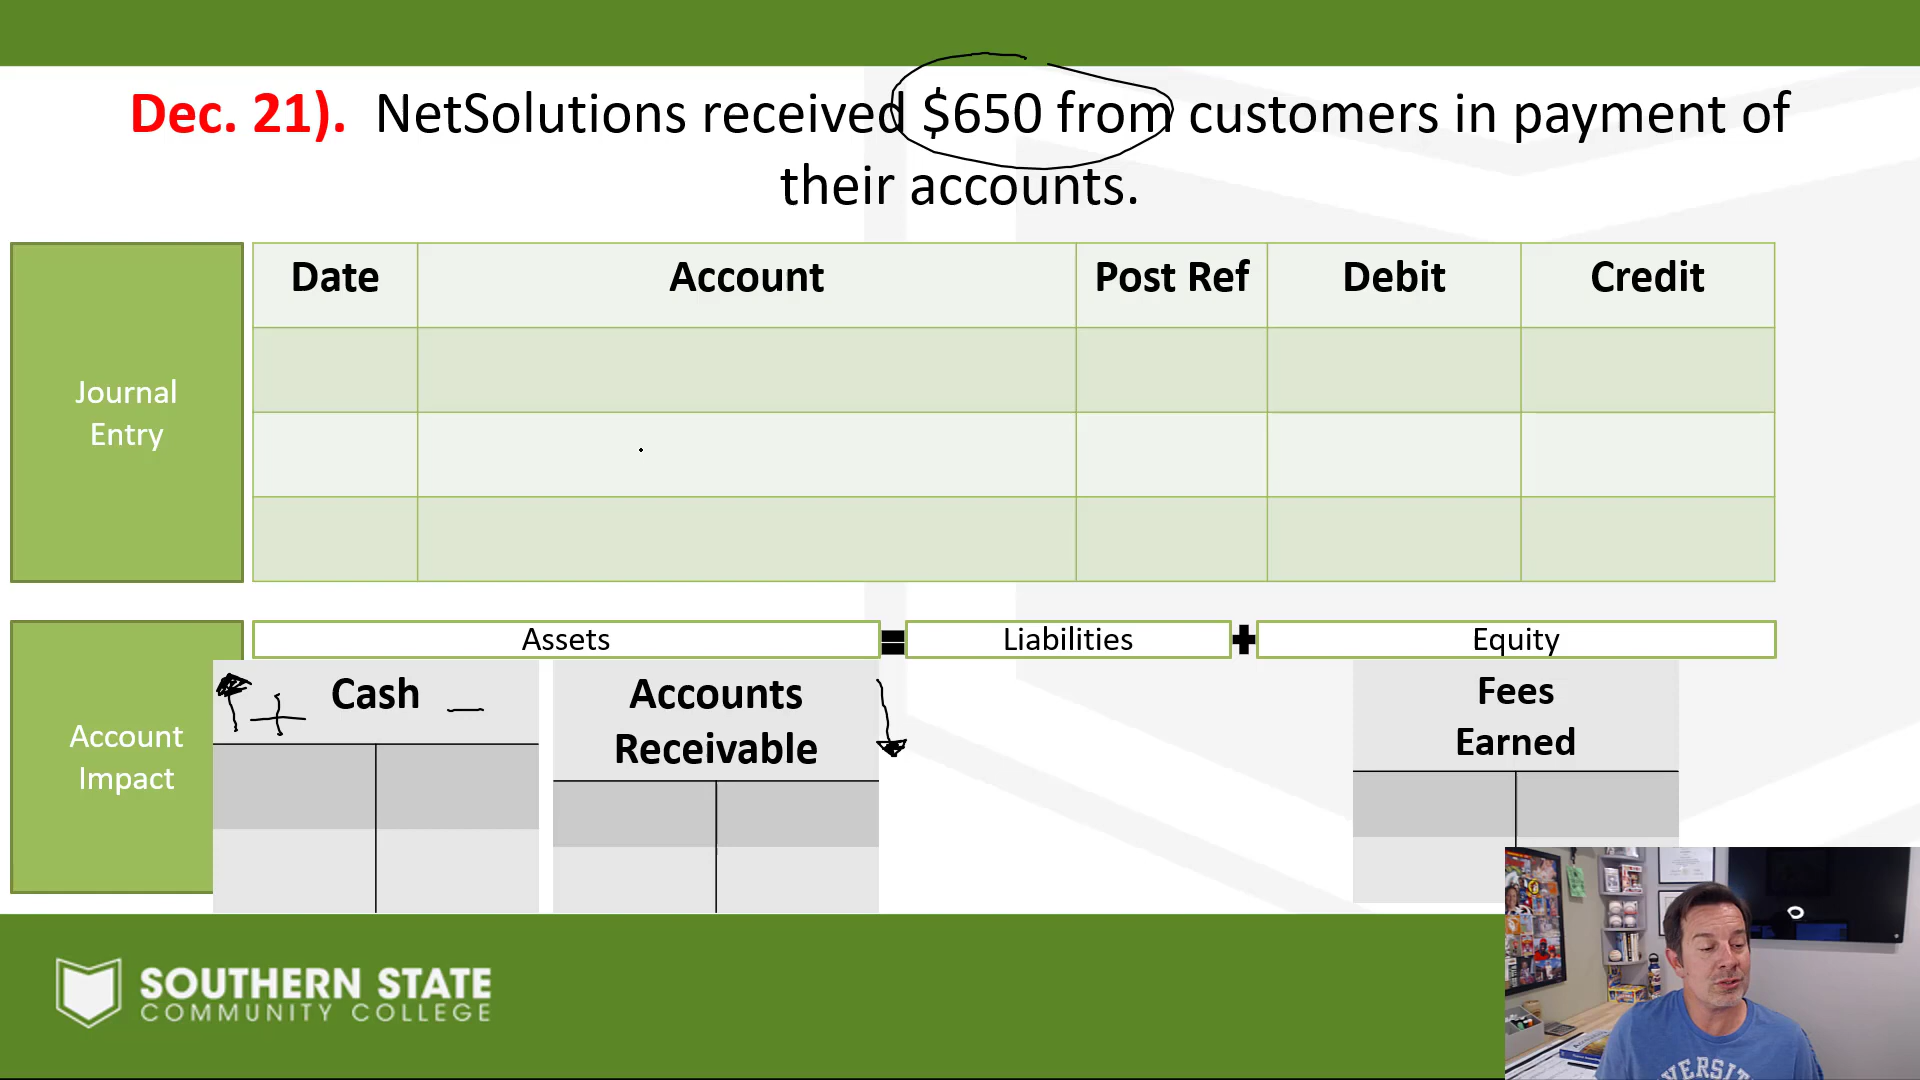 Dec. 21). NetSolutions received $650 from customers in payment of
their accounts.
Journal
Entry
Date Account Post Ref Debit Credit
Assets = Liabilities + Equity
Account
Impact
+ Cash –
Accounts
Receivable
Fees
Earned
SOUTHERN STATE
COMMUNITY COLLEGE
VERSIT